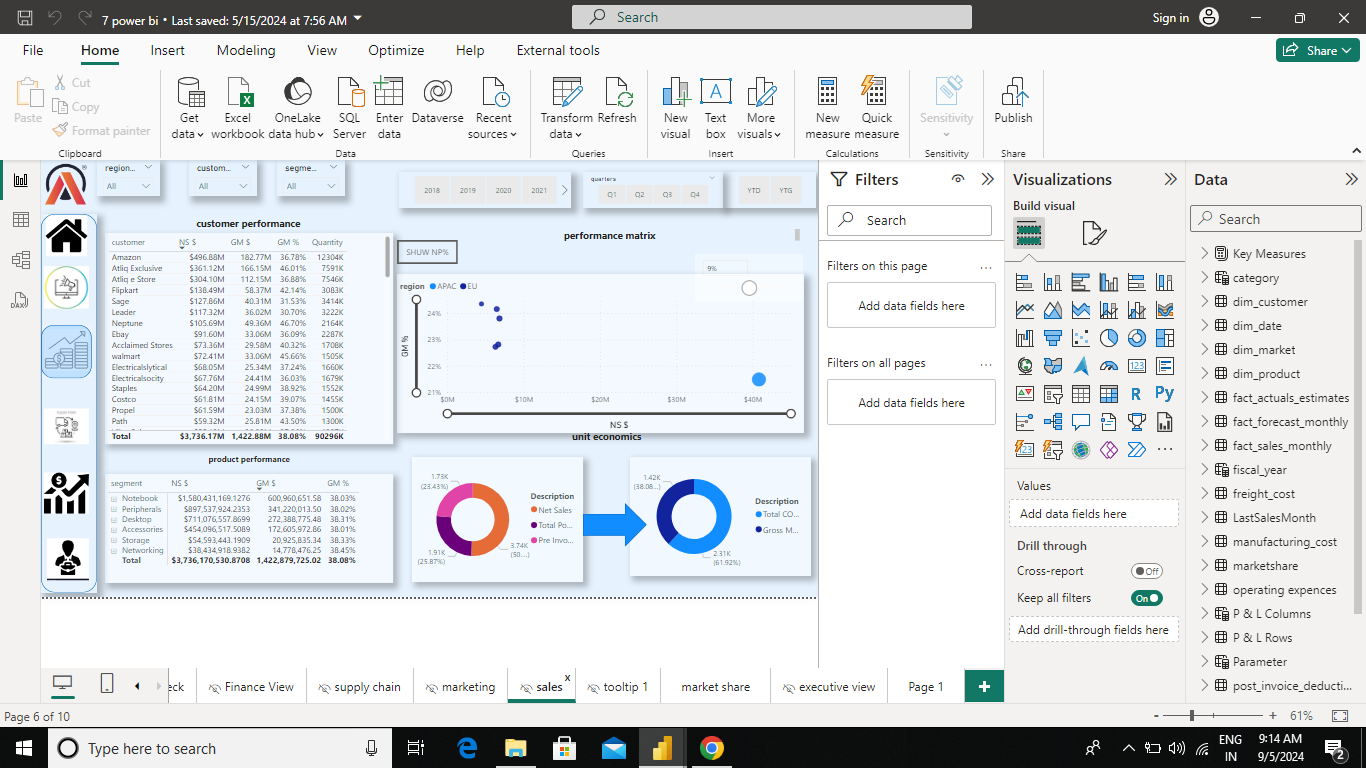 7 power bi • Last saved: 5/15/2024 at 7:56 AM
Search
Sign in
File Home Insert Modeling View Optimize Help External tools
Share
Paste
Cut
Copy
Format painter
Get data
Excel workbook
OneLake data hub
SQL Server
Enter data
Dataverse
Recent sources
Transform data
Refresh
New visual
Text box
More visuals
New measure
Quick measure
Sensitivity
Publish
Clipboard Data Queries Insert Calculations Sensitivity Share
region... custom... segme...
All All All
2018 2019 2020 2021
quarters
Q1 Q2 Q3 Q4
YTD YTG
customer performance
customer NS $ GM $ GM % Quantity
Amazon $496.88M 182.77M 36.78% 12304K
Atliq Exclusive $361.12M 166.15M 46.01% 7591K
Atliq e Store $304.10M 112.15M 36.88% 7546K
Flipkart $138.49M 58.37M 42.14% 3083K
Sage $127.86M 40.31M 31.53% 3414K
Leader $117.32M 36.02M 30.70% 3222K
Neptune $105.69M 49.36M 46.70% 2164K
Ebay $91.60M 33.06M 36.09% 2287K
Acclaimed Stores $73.36M 29.58M 40.32% 1708K
walmart $72.41M 33.06M 45.66% 1505K
Electricalslytical $68.05M 25.34M 37.24% 1660K
Electricalsocity $67.76M 24.41M 36.03% 1679K
Staples $64.20M 24.99M 38.92% 1552K
Costco $61.81M 24.15M 39.07% 1455K
Propel $61.59M 23.03M 37.38% 1500K
Path $59.32M 25.81M 43.50% 1300K
Total $3,736.17M 1,422.88M 38.08% 90296K
performance matrix
SHOW NP%
9%
region APAC EU
GM %
24%
23%
22%
21%
$0M $10M $20M $30M $40M
NS $
product performance
segment NS $ GM $ GM %
Notebook $1,580,431,169.1276 600,960,651.58 38.03%
Peripherals $897,537,924.2353 341,220,013.50 38.02%
Desktop $711,076,557.8699 272,388,775.48 38.31%
Accessories $454,096,517.5089 172,605,972.86 38.01%
Storage $54,593,443.1909 20,925,835.34 38.33%
Networking $38,434,918.9382 14,778,476.25 38.45%
Total $3,736,170,530.8708 1,422,879,725.02 38.08%
unit economics
1.73K
(23.43%)
1.91K
(25.87%)
3.74K
(50....)
Description
Net Sales
Total Po...
Pre Invo...
1.42K
(38.08...)
2.31K
(61.92%)
Description
Total CO...
Gross M...
Filters
Search
Filters on this page ...
Add data fields here
Filters on all pages ...
Add data fields here
Visualizations
Build visual
Values
Add data fields here
Drill through
Cross-report Off
Keep all filters On
Add drill-through fields here
Data
Search
Key Measures
category
dim_customer
dim_date
dim_market
dim_product
fact_actuals_estimates
fact_forecast_monthly
fact_sales_monthly
fiscal_year
freight_cost
LastSalesMonth
manufacturing_cost
marketshare
operating expences
P & L Columns
P & L Rows
Parameter
post_invoice_deducti...
eck Finance View supply chain marketing sales x tooltip 1 market share executive view Page 1 +
Page 6 of 10
- + 61%
Type here to search
ENG
IN
9:14 AM
9/5/2024
2